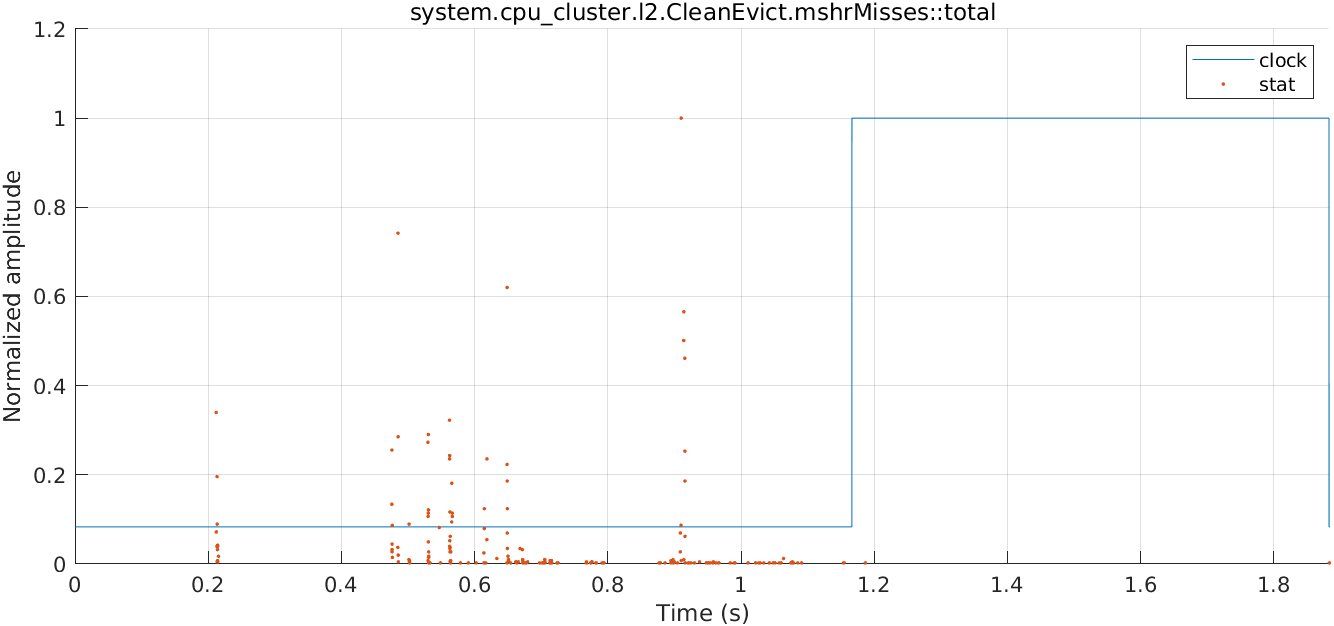 system.cpu_cluster.l2.CleanEvict.mshrMisses::total
1.2
1
0.8
0.6
0.4
0.2
0
Normalized amplitude
clock
stat
0 0.2 0.4 0.6 0.8 1 1.2 1.4 1.6 1.8
Time (s)